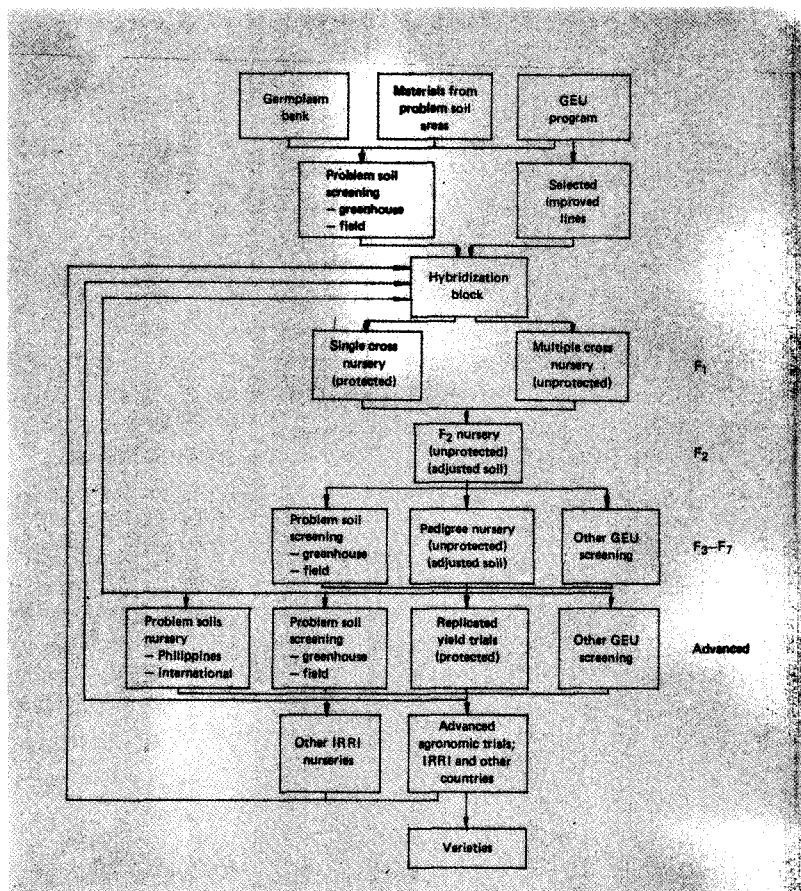 Germplasm
bank
Materials from
problem soil
areas
GEU
program
Problem soil
screening
– greenhouse
– field
Selected
improved
lines
Hybridization
block
Single cross
nursery
(protected)
Multiple cross
nursery
(unprotected)
F1
F2 nursery
(unprotected)
(adjusted soil)
F2
Problem soil
screening
– greenhouse
– field
Pedigree nursery
(unprotected)
(adjusted soil)
Other GEU
screening
F3–F7
Problem soils
nursery
– Philippines
– International
Problem soil
screening
– greenhouse
– field
Replicated
yield trials
(protected)
Other GEU
screening
Advanced
Other IRRI
nurseries
Advanced
agronomic trials;
IRRI and other
countries
Varieties